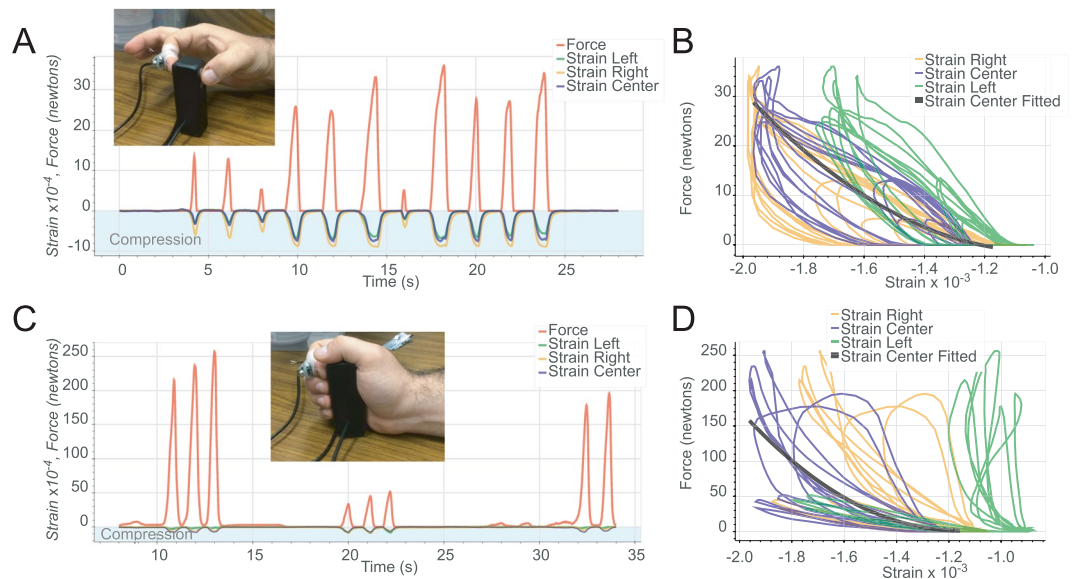 A
Strain x10-4, Force (newtons)
30
20
10
0
-10
Compression
0
5
10
15
20
25
Time (s)
Force
Strain Left
Strain Right
Strain Center
B
Force (newtons)
30
20
10
0
-2.0
-1.8
-1.6
-1.4
-1.2
-1.0
Strain x 10-3
Strain Right
Strain Center
Strain Left
Strain Center Fitted
C
Strain x10-4, Force (newtons)
250
200
150
100
50
0
Compression
10
15
20
25
30
35
Time (s)
Force
Strain Left
Strain Right
Strain Center
D
Force (newtons)
250
200
150
100
50
0
-2.0
-1.8
-1.6
-1.4
-1.2
-1.0
Strain x 10-3
Strain Right
Strain Center
Strain Left
Strain Center Fitted